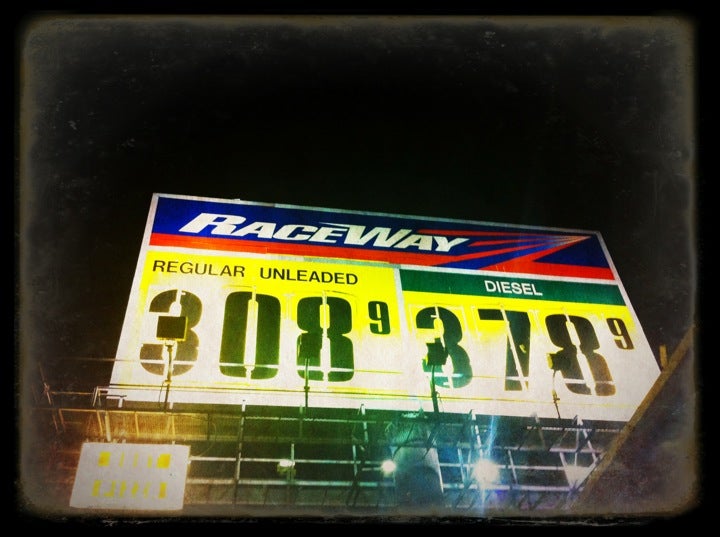 RACEWAY
REGULAR UNLEADED
308 9
DIESEL
378 9